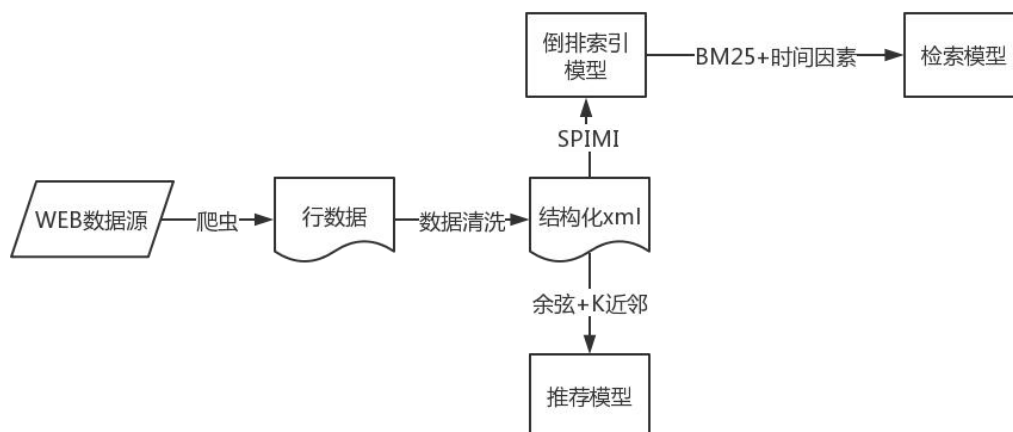 倒排索引
模型
BM25+时间因素
检索模型
SPIMI
WEB数据源
爬虫
行数据
数据清洗
结构化xml
余弦+K近邻
推荐模型